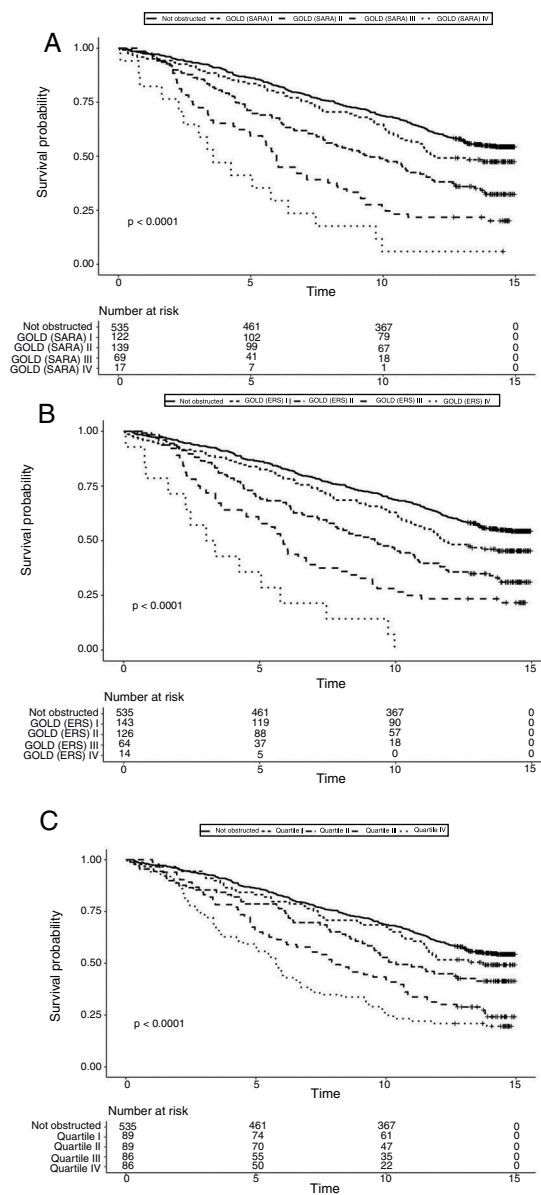 A
Not obstructed GOLD (SARA) I GOLD (SARA) II GOLD (SARA) III GOLD (SARA) IV
1.00
0.75
0.50
0.25
0.00
Survival probability
p < 0.0001
0 5 10 15
Time
Number at risk
Not obstructed 535 461 367 0
GOLD (SARA) I 122 102 79 0
GOLD (SARA) II 139 99 67 0
GOLD (SARA) III 69 41 18 0
GOLD (SARA) IV 17 7 1 0
0 5 10 15
B
Not obstructed GOLD (ERS) I GOLD (ERS) II GOLD (ERS) III GOLD (ERS) IV
1.00
0.75
0.50
0.25
0.00
Survival probability
p < 0.0001
0 5 10 15
Time
Number at risk
Not obstructed 535 461 367 0
GOLD (ERS) I 143 119 90 0
GOLD (ERS) II 126 88 57 0
GOLD (ERS) III 64 37 18 0
GOLD (ERS) IV 14 5 0 0
0 5 10 15
C
Not obstructed Quartile I Quartile II Quartile III Quartile IV
1.00
0.75
0.50
0.25
0.00
Survival probability
p < 0.0001
0 5 10 15
Time
Number at risk
Not obstructed 535 461 367 0
Quartile I 89 74 61 0
Quartile II 89 70 47 0
Quartile III 86 55 35 0
Quartile IV 86 50 22 0
0 5 10 15